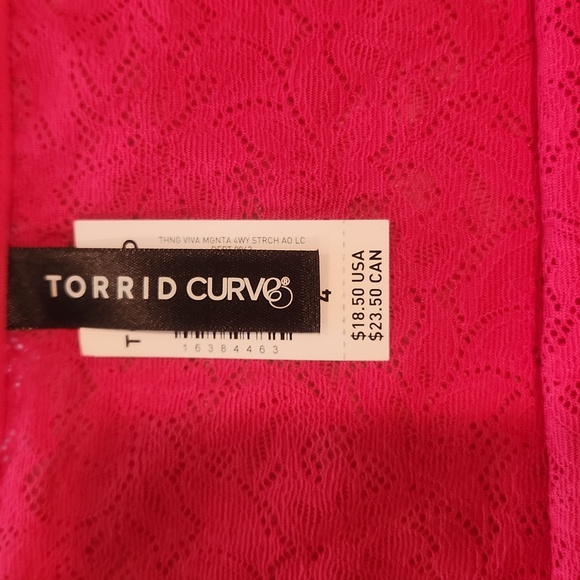 THNG VIVA MGNTA 4WY STRCH AO LC
TORRID CURVE®
4
T
16384463
$18.50 USA
$23.50 CAN